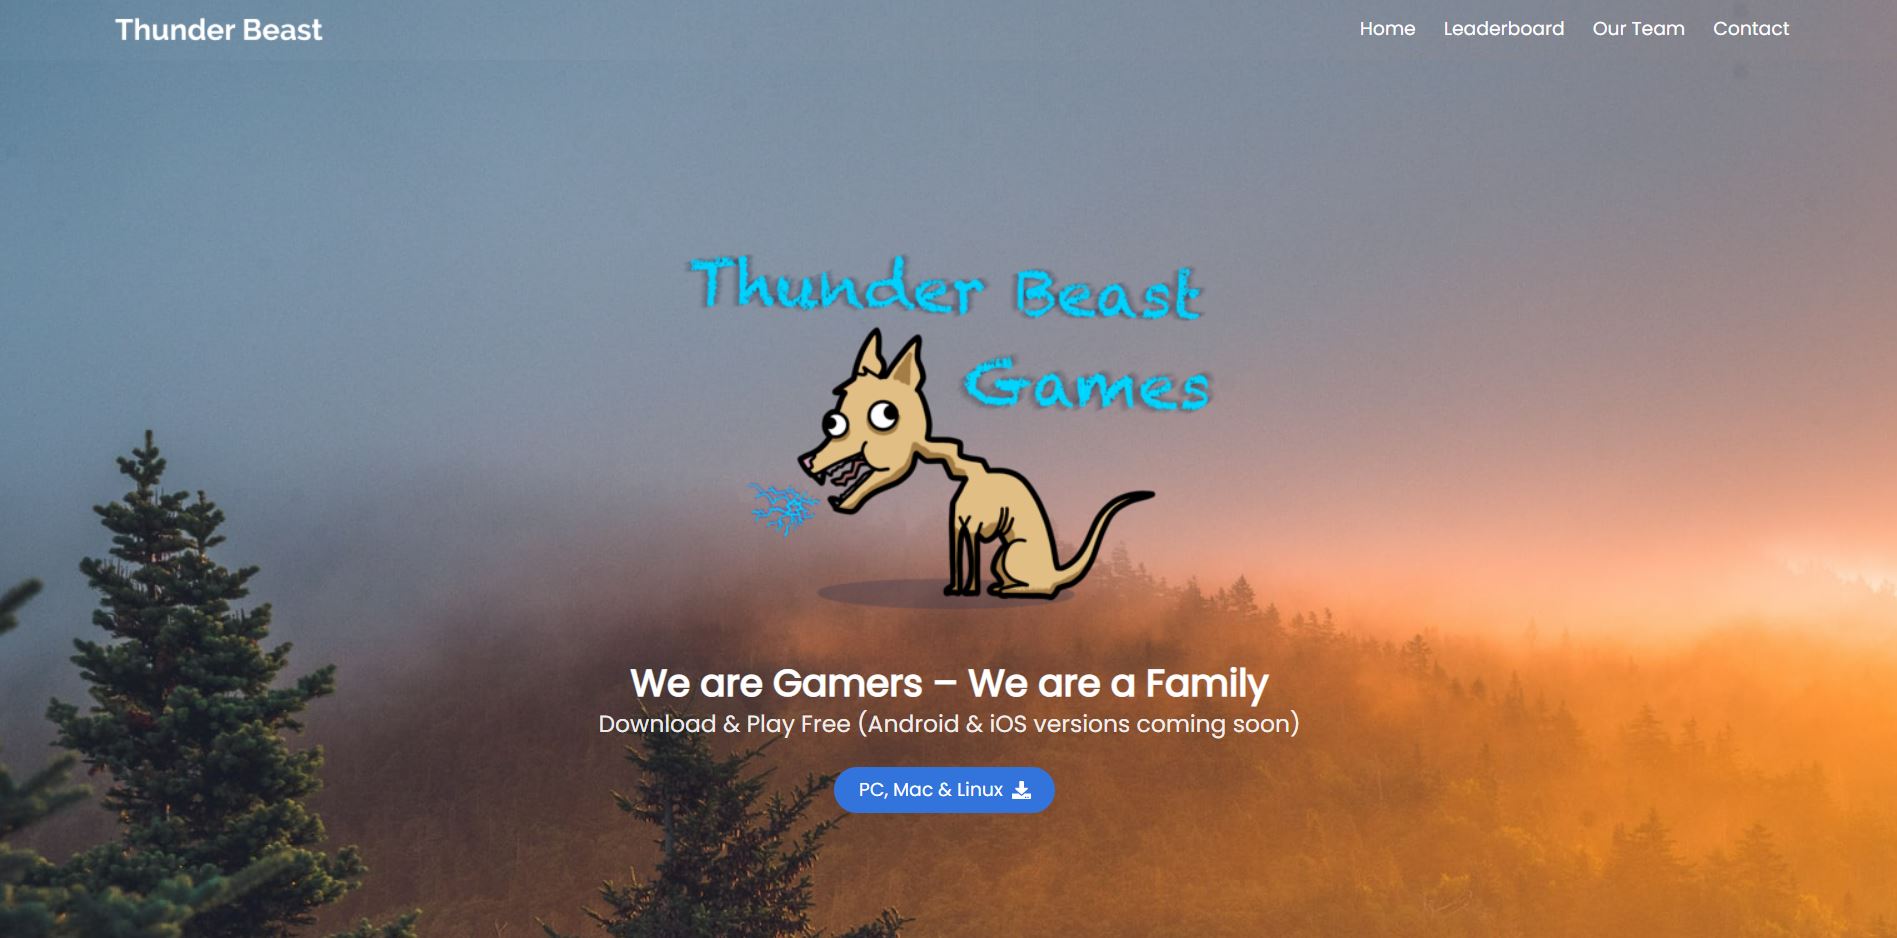 Thunder Beast
Home Leaderboard Our Team Contact
Thunder Beast
Games
We are Gamers – We are a Family
Download & Play Free (Android & iOS versions coming soon)
PC, Mac & Linux